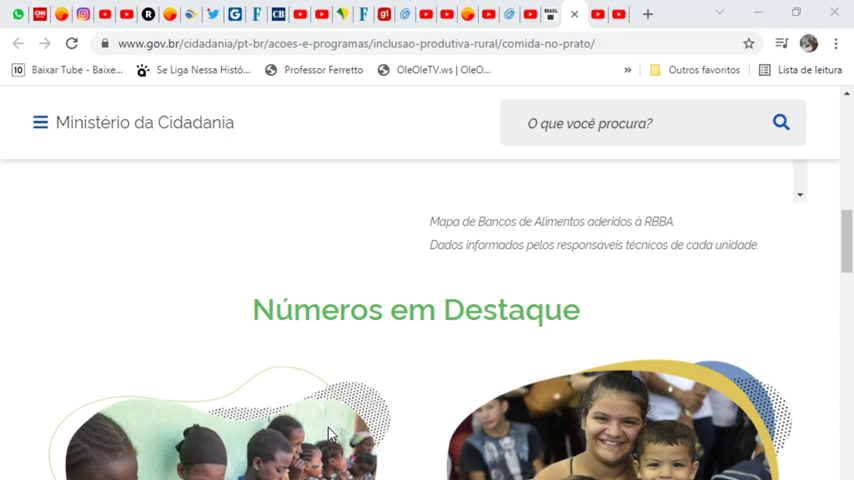 www.gov.br/cidadania/pt-br/acoes-e-programas/inclusao-produtiva-rural/comida-no-prato/
10 Baixar Tube - Baixe... Se Liga Nessa Histó... Professor Ferretto OleOleTV.ws | OleO... » Outros favoritos Lista de leitura
Ministério da Cidadania
O que você procura?
Mapa de Bancos de Alimentos aderidos à RBBA.
Dados informados pelos responsáveis técnicos de cada unidade.
Números em Destaque